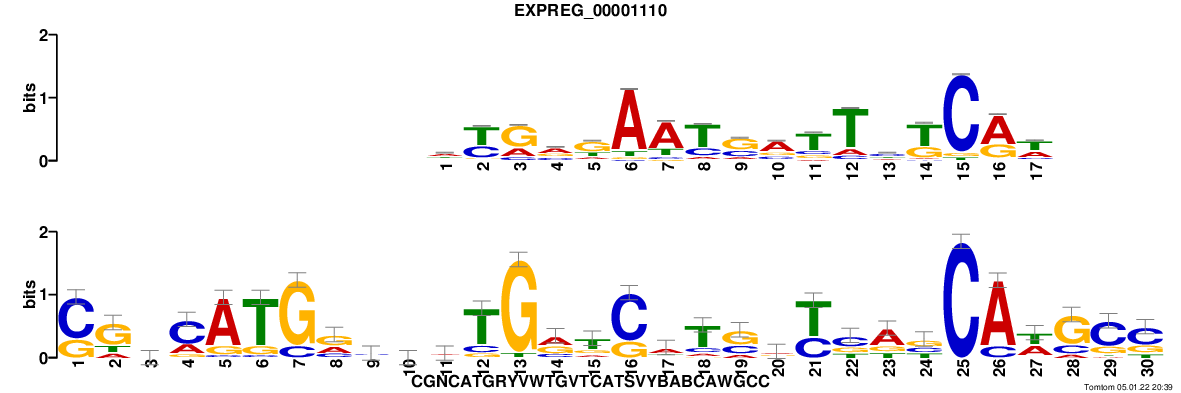 EXPREG_00001110
2
1
0
bits
T G A A T G A T T T C A T
C A G G A
1 2 3 4 5 6 7 8 9 10 11 12 13 14 15 16 17
2
1
0
bits
C G C A T G G T G A T C T G T C A G C A T G C C
G T A A C G C A G C A
1 2 3 4 5 6 7 8 9 10 11 12 13 14 15 16 17 18 19 20 21 22 23 24 25 26 27 28 29 30
CGNCATGRYVWTGVTCATSVYBABCAWGCC
Tomtom 05.01.22 20:39